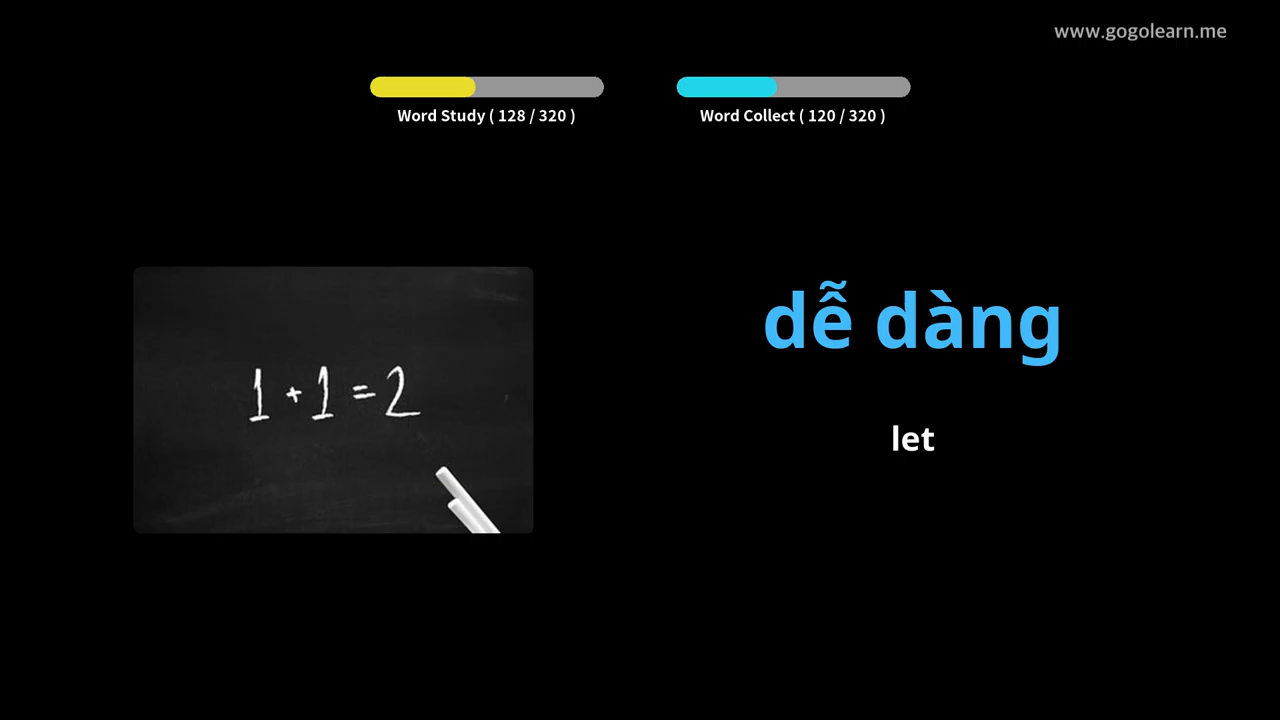 www.gogolearn.me
Word Study ( 128 / 320 )
Word Collect ( 120 / 320 )
1 + 1 = 2
dễ dàng
let